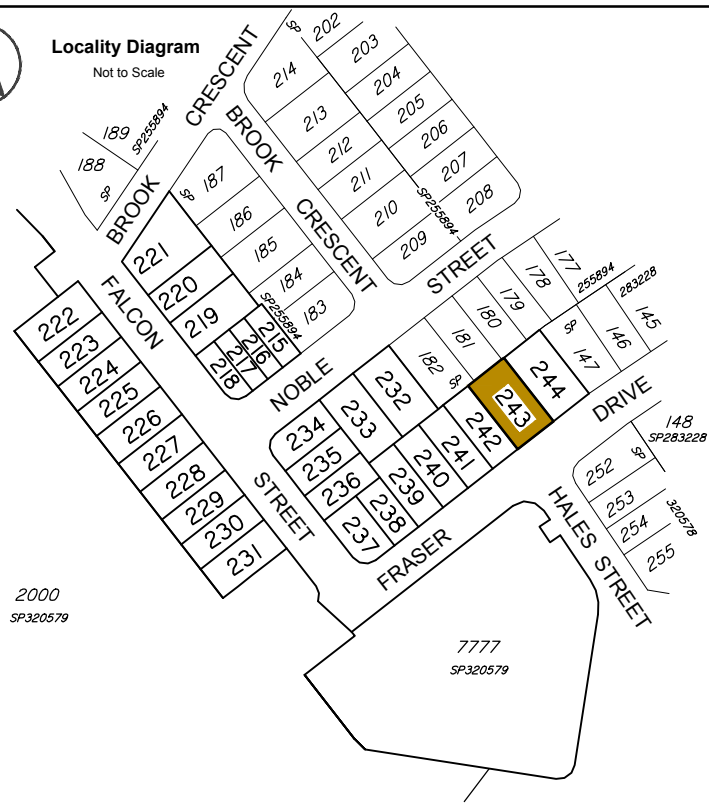 Locality Diagram
Not to Scale
CRESCENT
SP
202
203
204
205
206
207
208
214
213
212
211
210
209
SP255894
189
188
SP255894
SP
BROOK
BROOK
CRESCENT
SP
187
186
185
184
183
SP255894
221
220
219
218
217
216
215
FALCON
STREET
222
223
224
225
226
227
228
229
230
231
NOBLE
STREET
177
178
179
180
181
182
SP
255894
283228
SP
145
146
147
232
233
234
235
236
237
238
239
240
241
242
243
244
FRASER
DRIVE
148
SP283228
HALES STREET
252
SP
253
254
255
320578
2000
SP320579
7777
SP320579